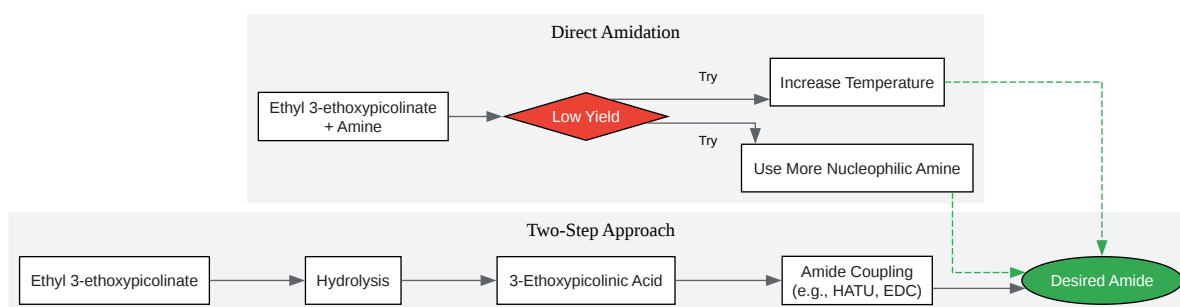 Direct Amidation
Ethyl 3-ethoxypicolinate
+ Amine
Low Yield
Try
Increase Temperature
Try
Use More Nucleophilic Amine
Two-Step Approach
Ethyl 3-ethoxypicolinate
Hydrolysis
3-Ethoxypicolinic Acid
Amide Coupling
(e.g., HATU, EDC)
Desired Amide